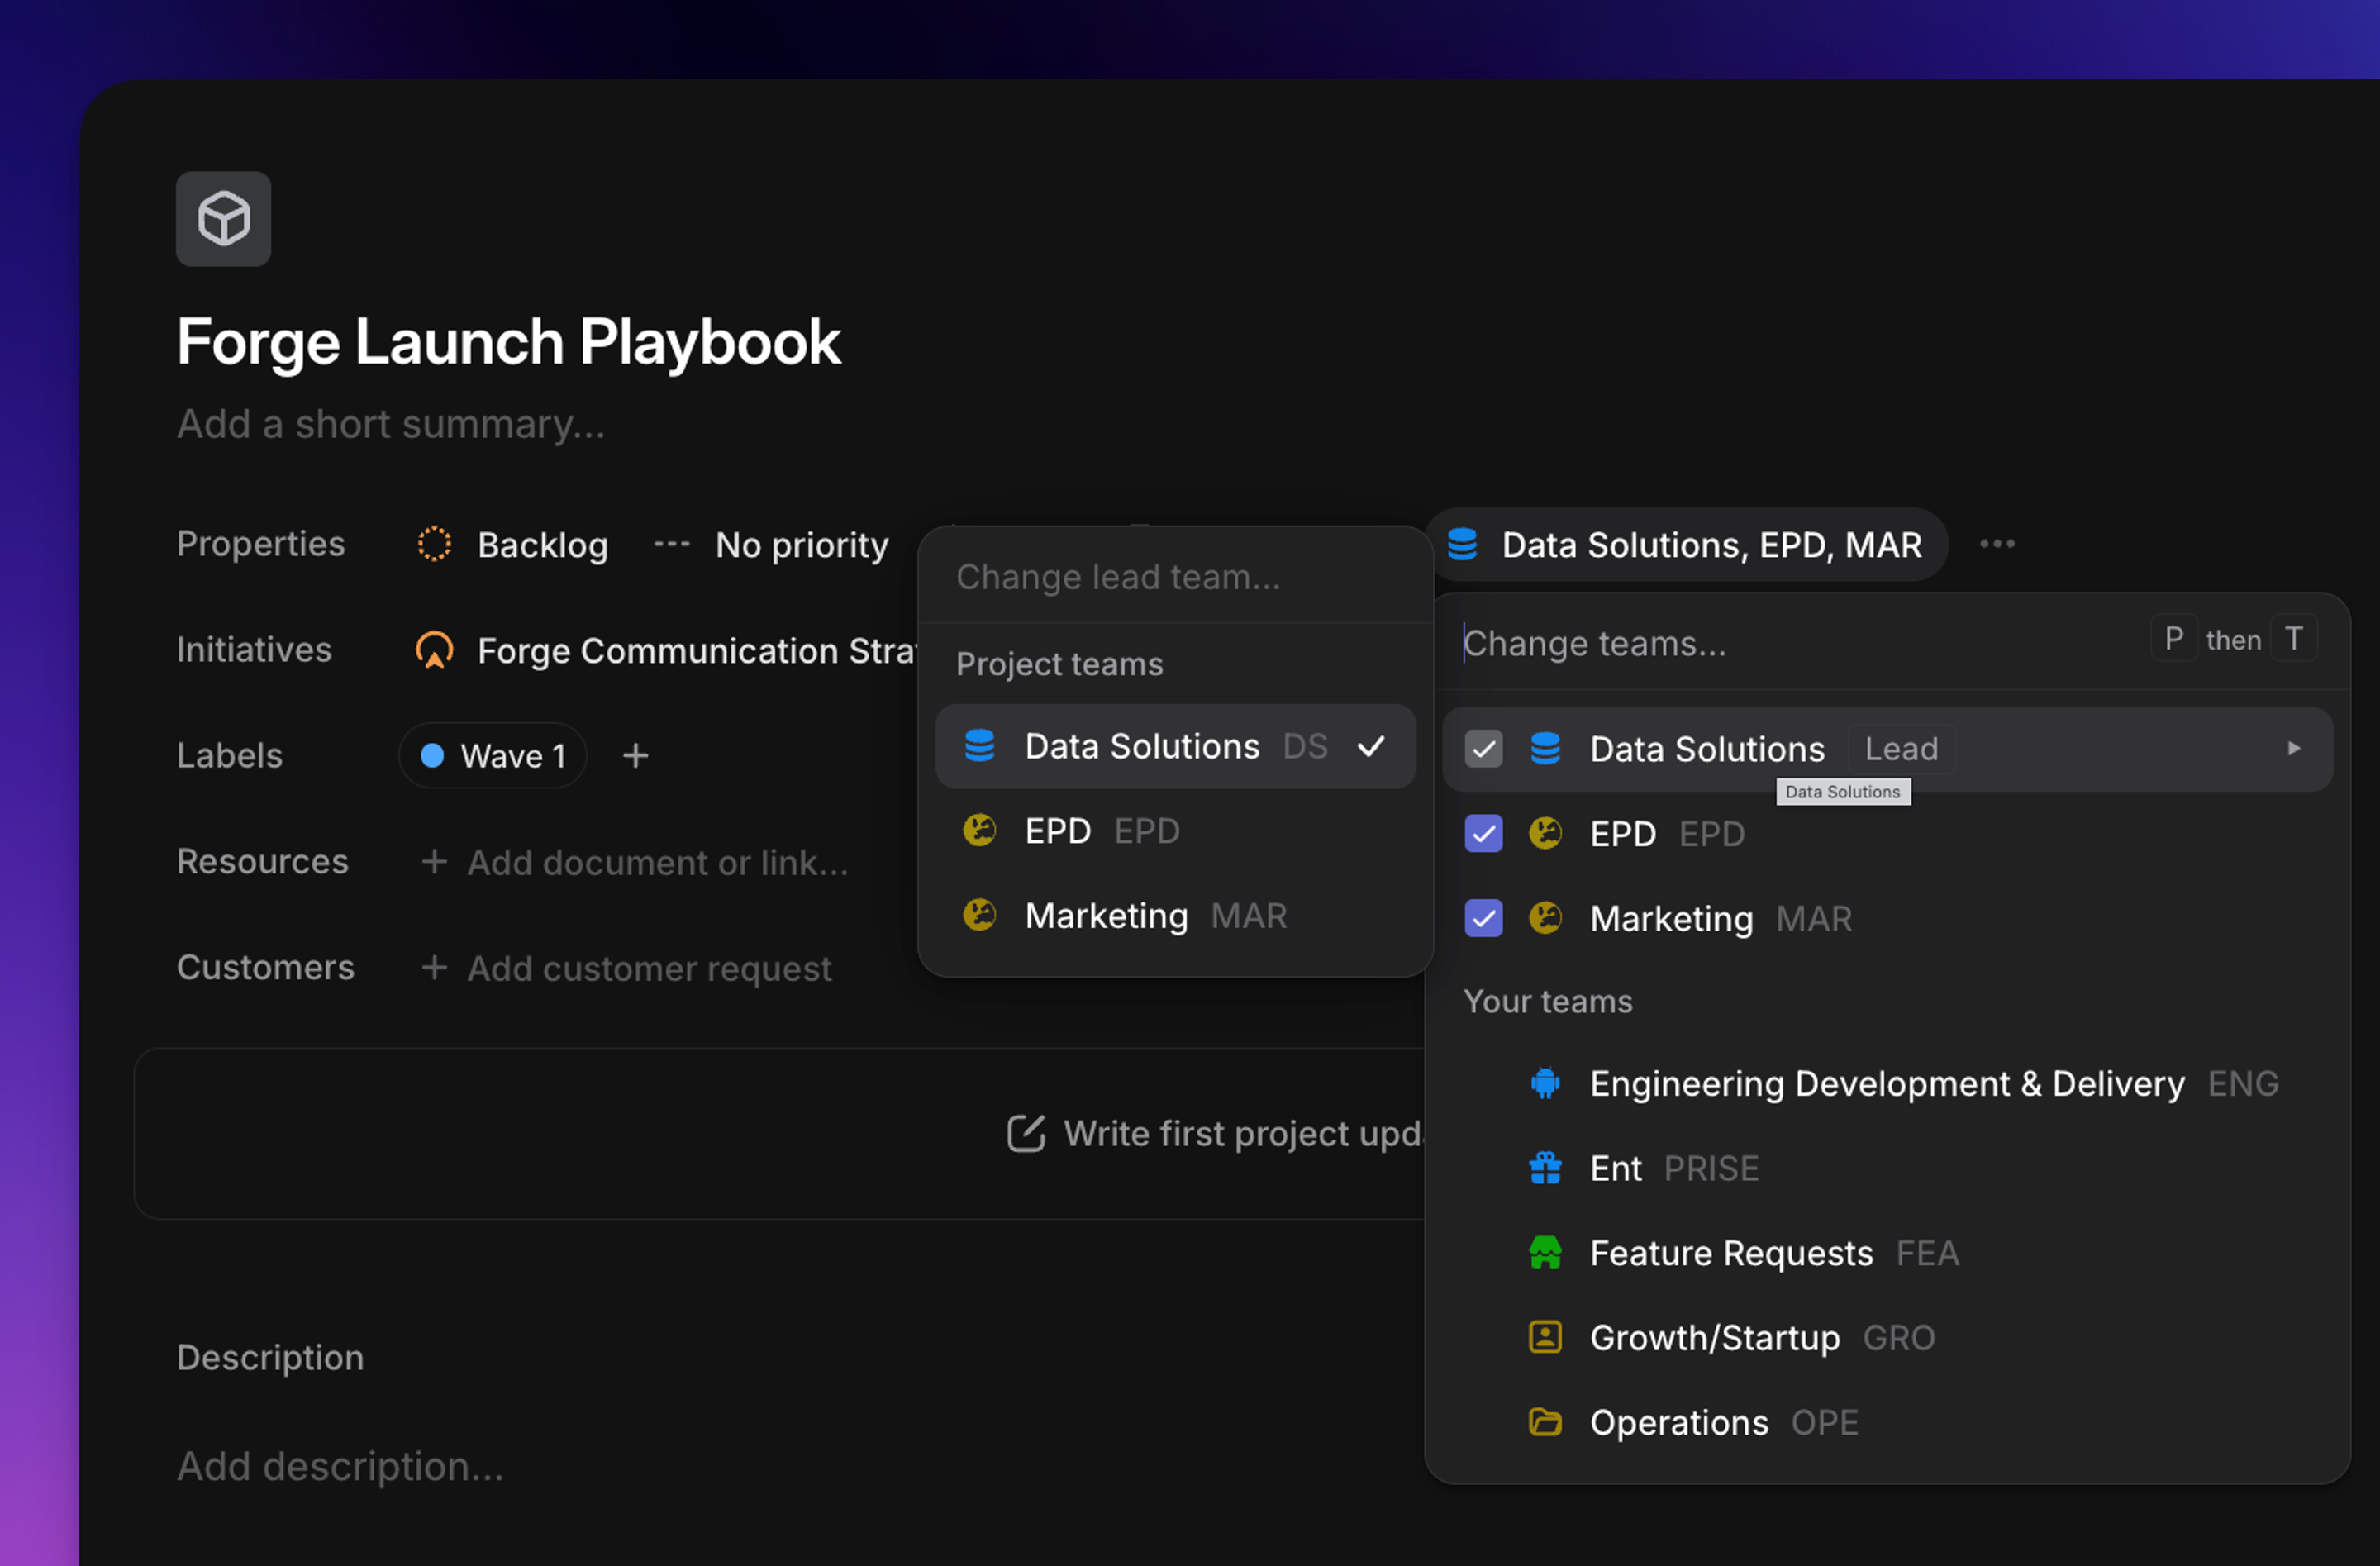 Forge Launch Playbook
Add a short summary...
Properties
Backlog
No priority
Data Solutions, EPD, MAR
Initiatives
Forge Communication
Labels
Wave 1
Resources
Add document or link...
Customers
Add customer request
Change lead team...
Project teams
Data Solutions DS
EPD EPD
Marketing MAR
Change teams...
P then T
Data Solutions Lead
Data Solutions
EPD EPD
Marketing MAR
Your teams
Engineering Development & Delivery ENG
Ent PRISE
Feature Requests FEA
Growth/Startup GRO
Operations OPE
Write first project
Description
Add description...